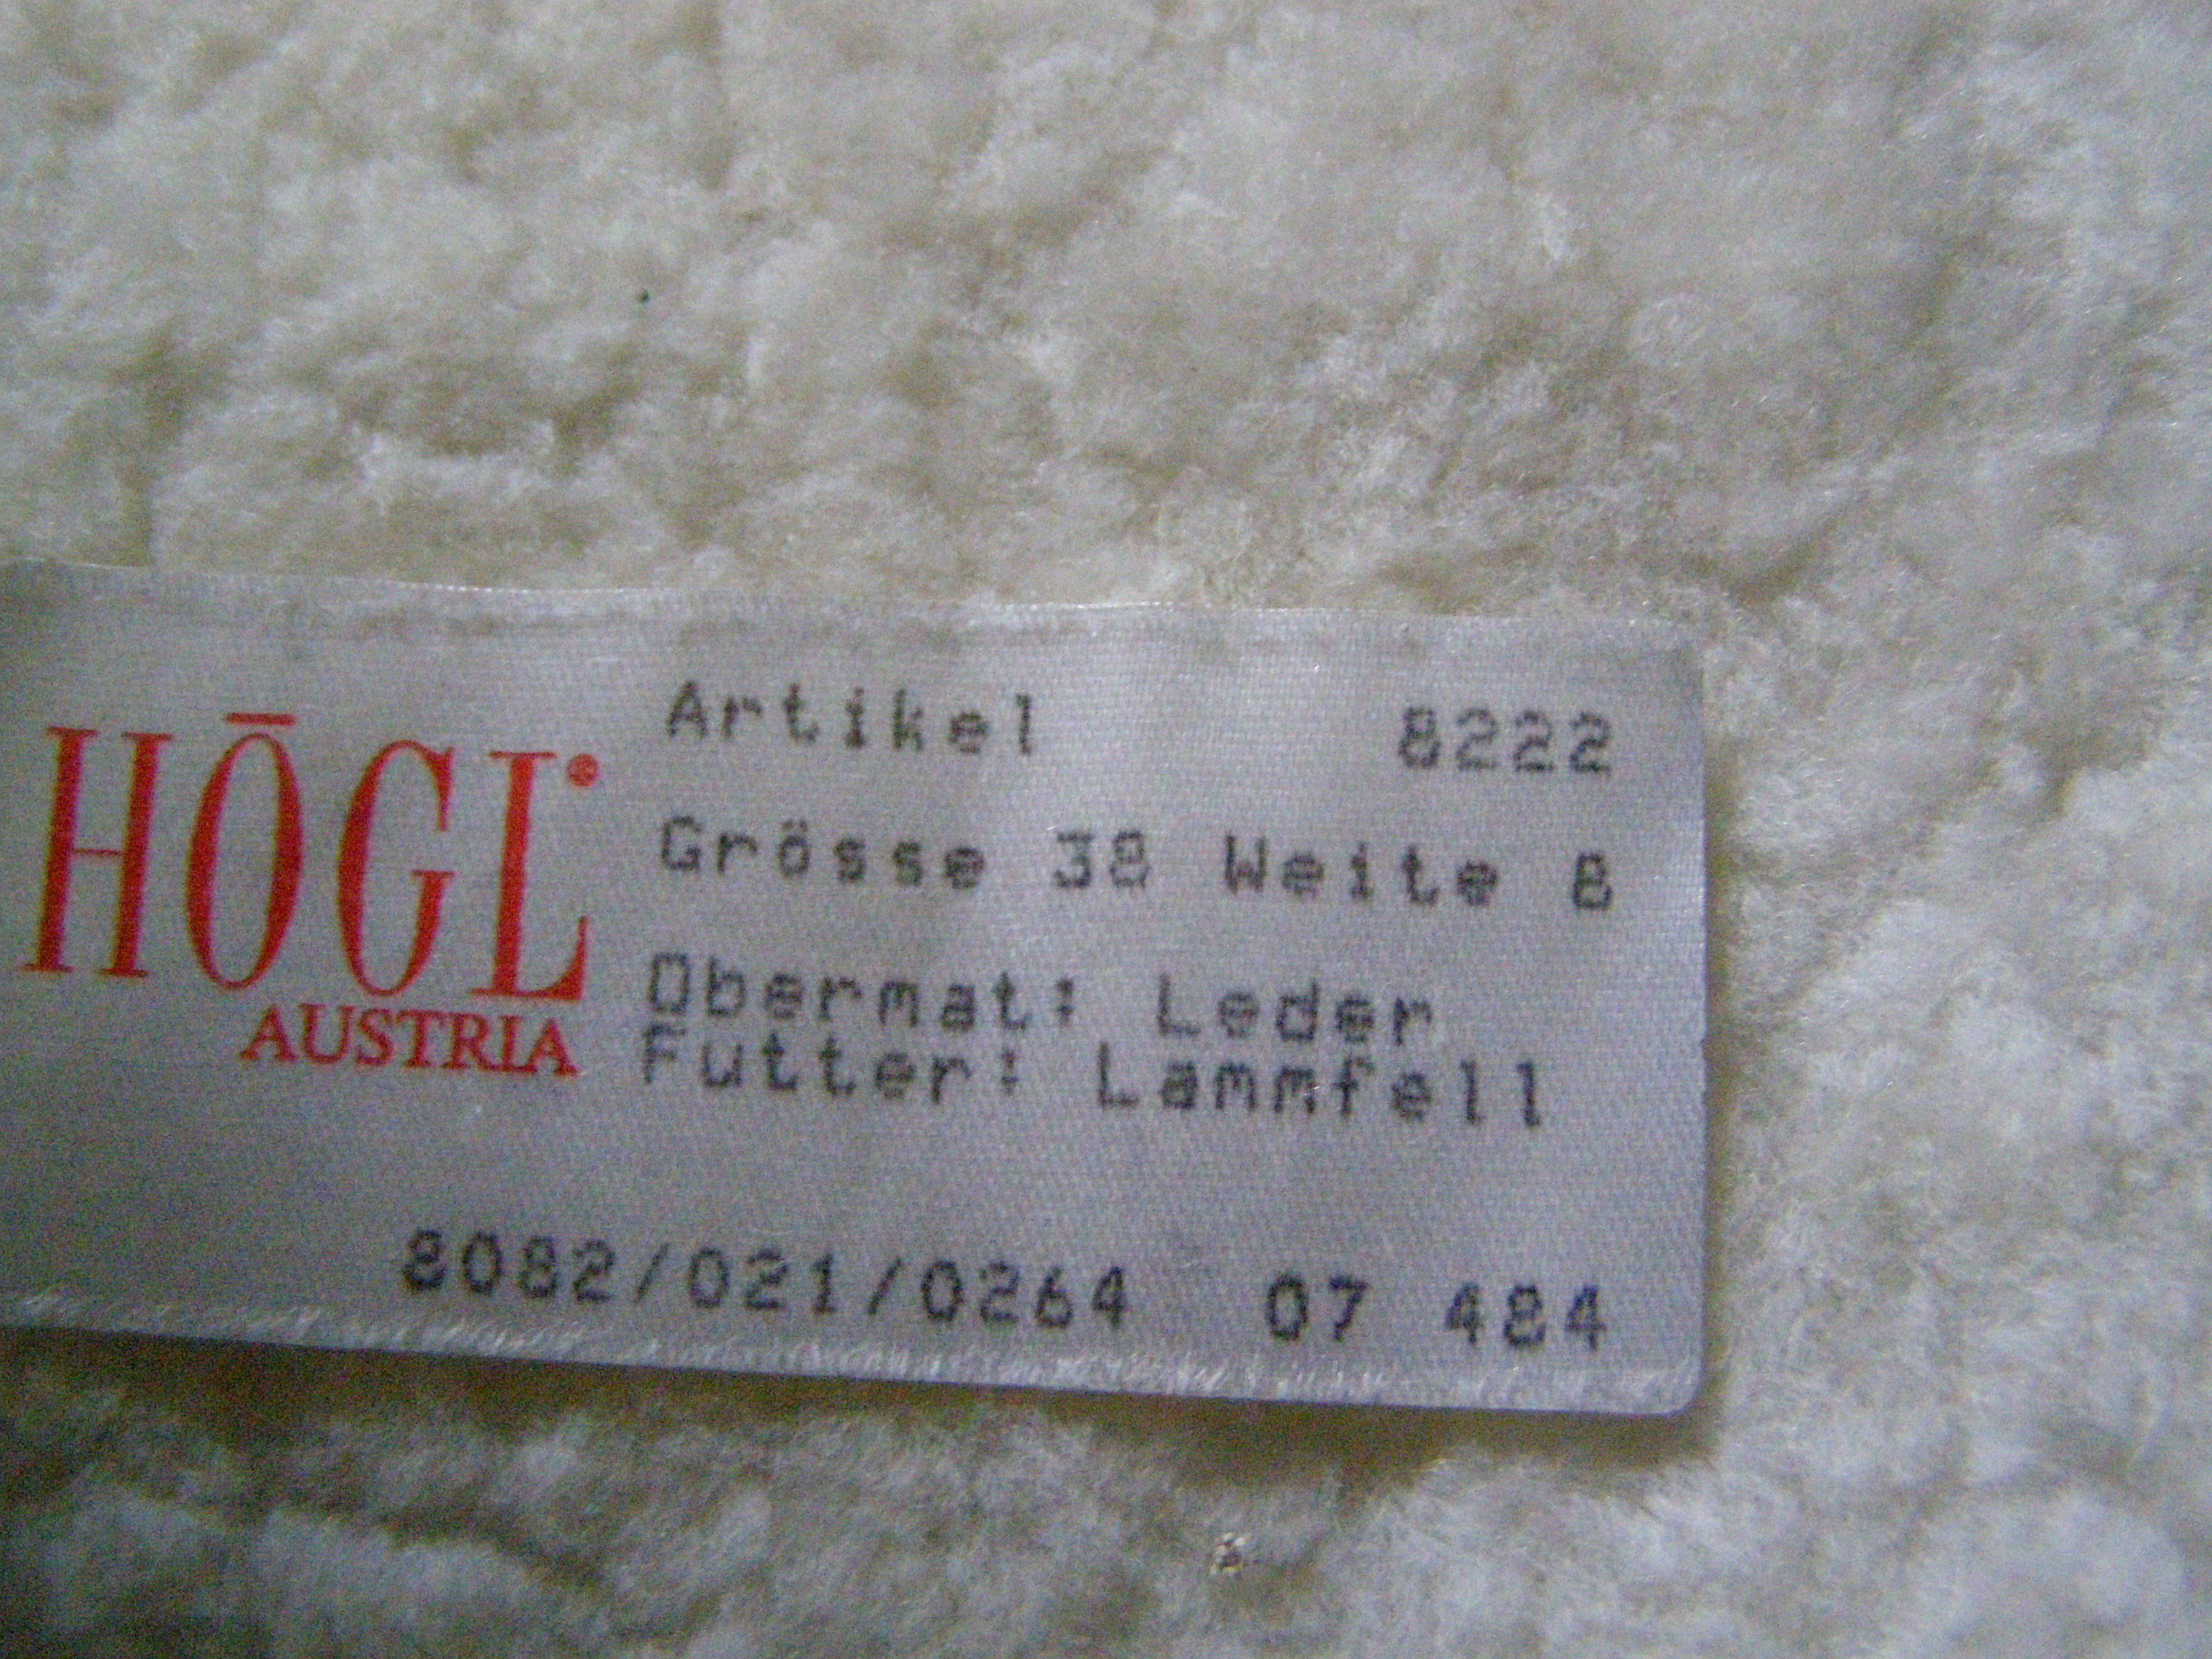 HŌGL®
AUSTRIA
Artikel 8222
Grösse 38 Weite 8
Obermat: Leder
Futter: Lammfell
8082/021/0264 07 484